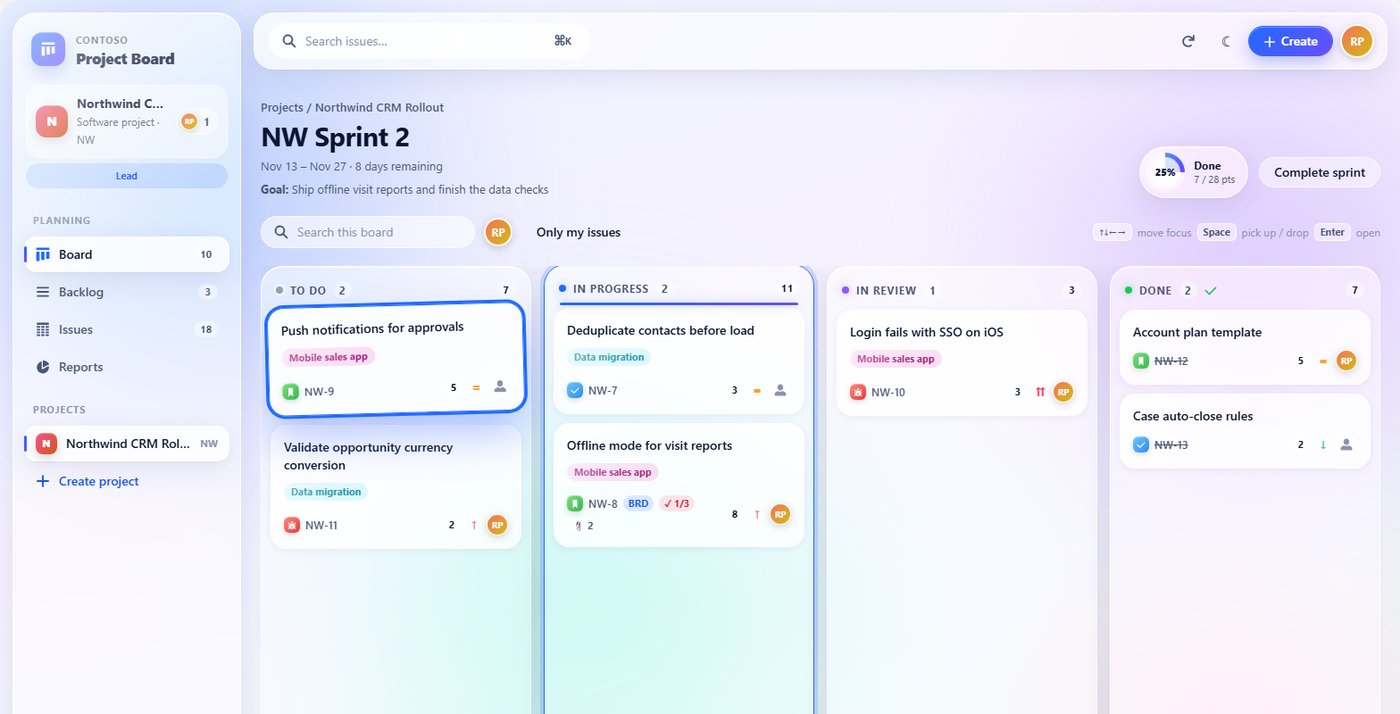 CONTOSO
Project Board
N
Northwind C...
Software project ·
NW
RP 1
Lead
PLANNING
Board 10
Backlog 3
Issues 18
Reports
PROJECTS
N Northwind CRM Rol... NW
Create project
Search issues... ⌘K
+ Create
RP
Projects / Northwind CRM Rollout
NW Sprint 2
Nov 13 – Nov 27 · 8 days remaining
Goal: Ship offline visit reports and finish the data checks
25%
Done
7 / 28 pts
Complete sprint
Search this board
RP
Only my issues
↑↓←→ move focus Space pick up / drop Enter open
TO DO 2 7
Push notifications for approvals
Mobile sales app
NW-9 5 =
Validate opportunity currency
conversion
Data migration
NW-11 2 ↑ RP
IN PROGRESS 2 11
Deduplicate contacts before load
Data migration
NW-7 3 =
Offline mode for visit reports
Mobile sales app
NW-8 BRD ✓ 1/3
2
8 ↑ RP
IN REVIEW 1 3
Login fails with SSO on iOS
Mobile sales app
NW-10 3 ⇈ RP
DONE 2 ✓ 7
Account plan template
NW-12 5 = RP
Case auto-close rules
NW-13 2 ↓